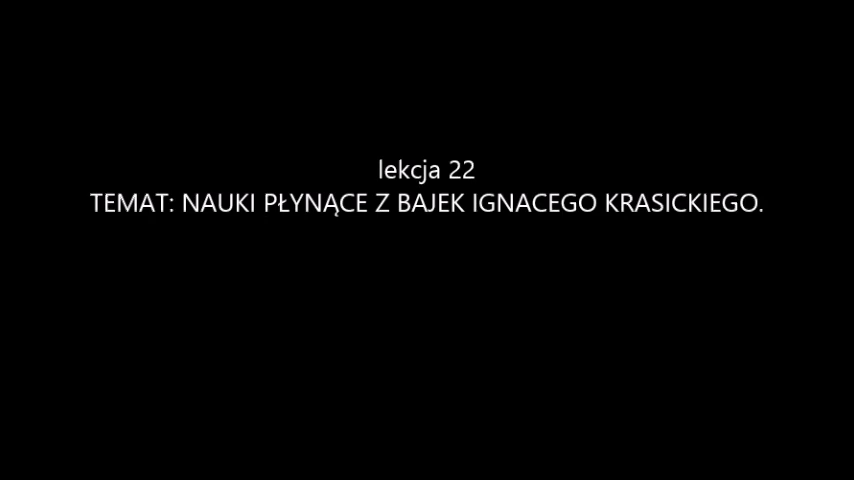 lekcja 22
TEMAT: NAUKI PŁYNĄCE Z BAJEK IGNACEGO KRASICKIEGO.